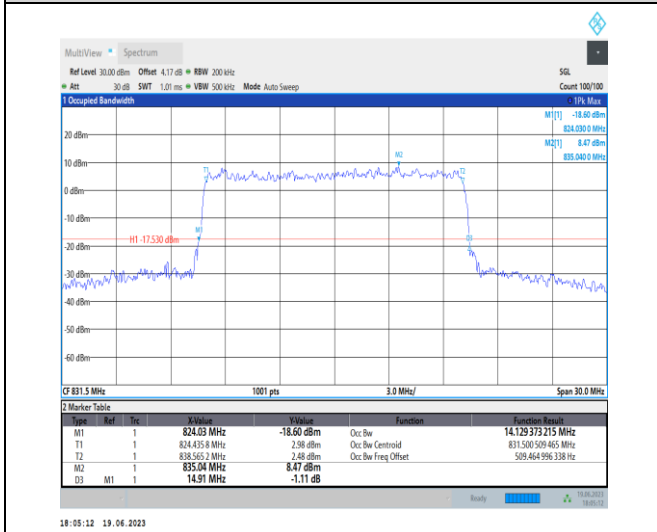 MultiView Spectrum
Ref Level 30.00 dBm Offset 4.17 dB RBW 200 kHz SGL
Att 30 dB SWT 1.01 ms VBW 500 kHz Mode Auto Sweep Count 100/100
1 Occupied Bandwidth 1Pk Max
M1[1] -18.60 dBm
824.030 0 MHz
M2[1] 8.47 dBm
835.040 0 MHz
20 dBm
M2
10 dBm
T1 T2
0 dBm
-10 dBm
M1
H1 -17.530 dBm D3
-20 dBm
-30 dBm
-40 dBm
-50 dBm
-60 dBm
CF 831.5 MHz 1001 pts 3.0 MHz/ Span 30.0 MHz
2 Marker Table
Type Ref Trc X-Value Y-Value Function Function Result
M1 1 824.03 MHz -18.60 dBm Occ Bw 14.129 373 215 MHz
T1 1 824.435 8 MHz 2.98 dBm Occ Bw Centroid 831.500 509 465 MHz
T2 1 838.565 2 MHz 2.48 dBm Occ Bw Freq Offset 509.464 996 338 Hz
M2 1 835.04 MHz 8.47 dBm
D3 M1 1 14.91 MHz -1.11 dB
Ready 19.06.2023
18:05:12
18:05:12 19.06.2023